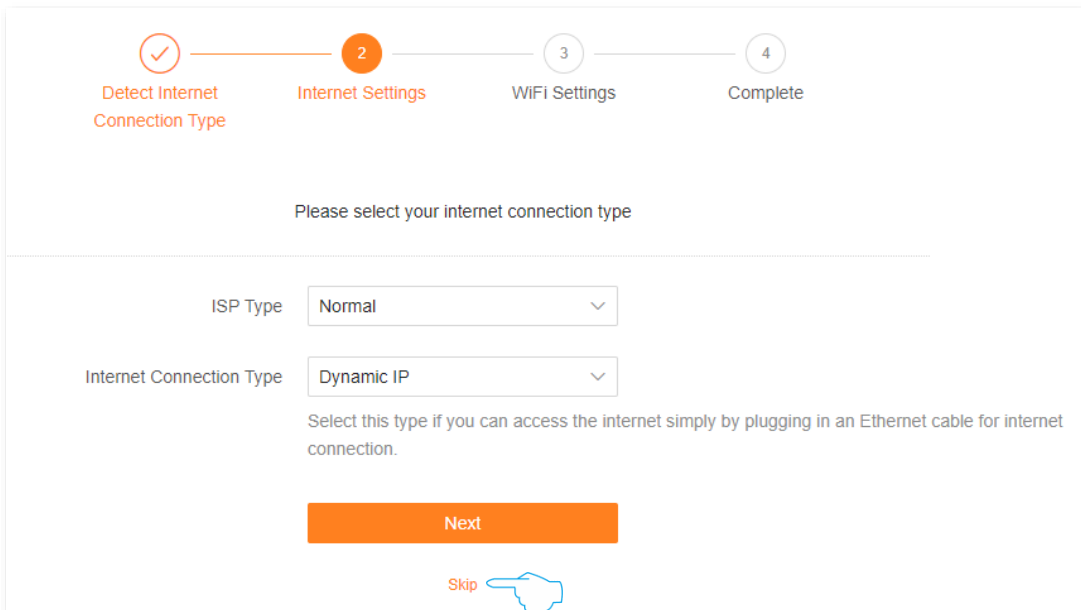 2
3
4
Detect Internet
Connection Type
Internet Settings
WiFi Settings
Complete
Please select your internet connection type
ISP Type
Normal
Internet Connection Type
Dynamic IP
Select this type if you can access the internet simply by plugging in an Ethernet cable for internet
connection.
Next
Skip